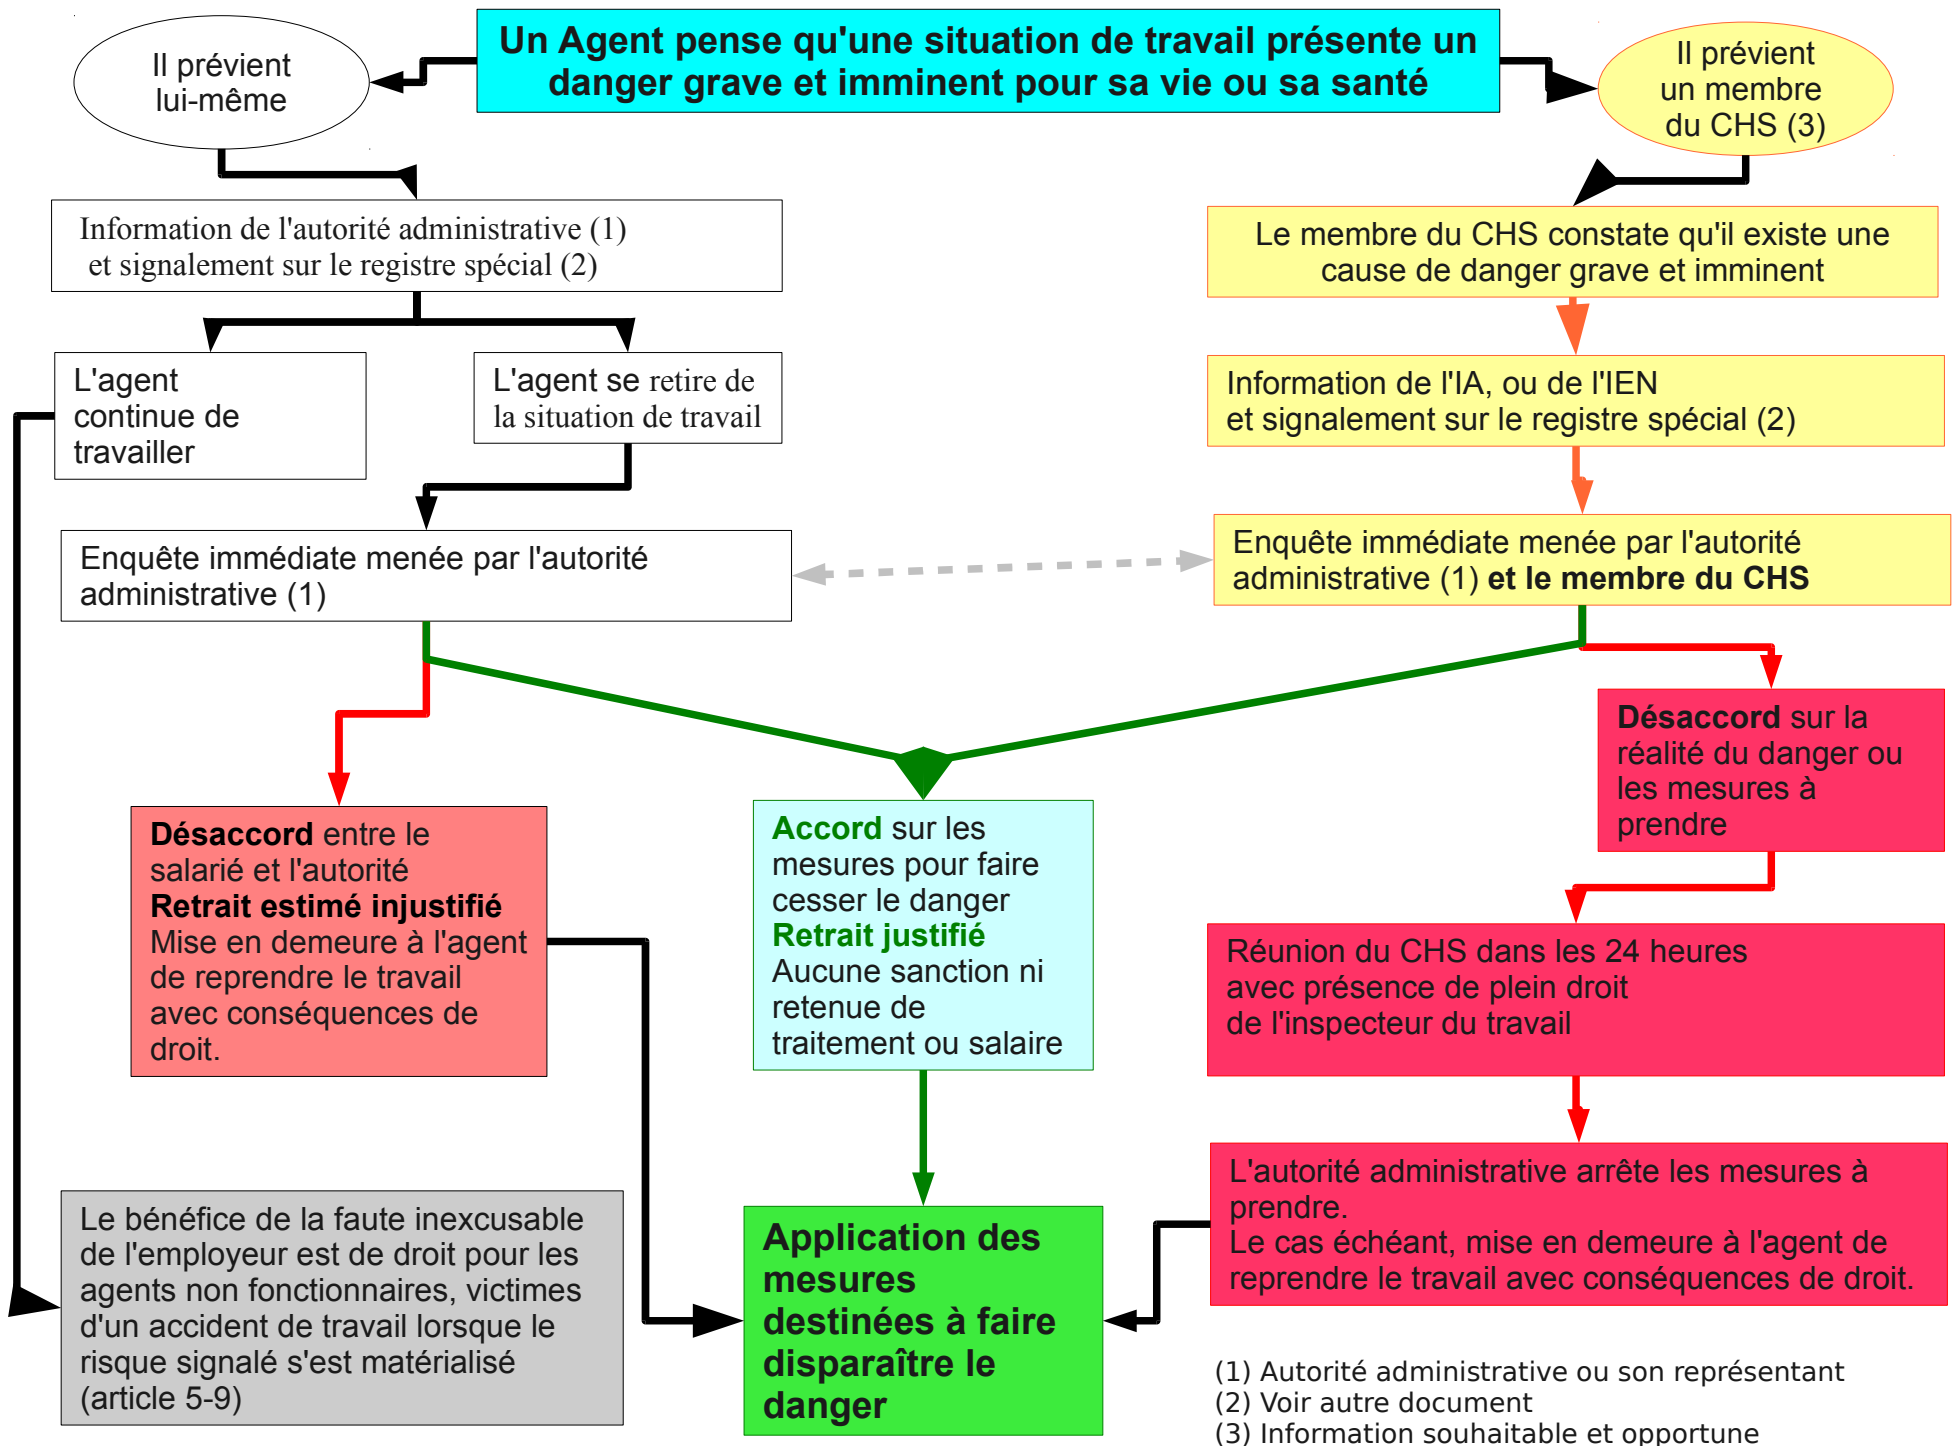 Un Agent pense qu'une situation de travail présente un
danger grave et imminent pour sa vie ou sa santé
Il prévient
lui-même
Il prévient
un membre
du CHS (3)
Information de l'autorité administrative (1)
et signalement sur le registre spécial (2)
Le membre du CHS constate qu'il existe une
cause de danger grave et imminent
L'agent
continue de
travailler
L'agent se retire de
la situation de travail
Information de l'IA, ou de l'IEN
et signalement sur le registre spécial (2)
Enquête immédiate menée par l'autorité
administrative (1)
Enquête immédiate menée par l'autorité
administrative (1) et le membre du CHS
Désaccord sur la
réalité du danger ou
les mesures à
prendre
Désaccord entre le
salarié et l'autorité
Retrait estimé injustifié
Mise en demeure à l'agent
de reprendre le travail
avec conséquences de
droit.
Accord sur les
mesures pour faire
cesser le danger
Retrait justifié
Aucune sanction ni
retenue de
traitement ou salaire
Réunion du CHS dans les 24 heures
avec présence de plein droit
de l'inspecteur du travail
L'autorité administrative arrête les mesures à
prendre.
Le cas échéant, mise en demeure à l'agent de
reprendre le travail avec conséquences de droit.
Le bénéfice de la faute inexcusable
de l'employeur est de droit pour les
agents non fonctionnaires, victimes
d'un accident de travail lorsque le
risque signalé s'est matérialisé
(article 5-9)
Application des
mesures
destinées à faire
disparaître le
danger
(1) Autorité administrative ou son représentant
(2) Voir autre document
(3) Information souhaitable et opportune